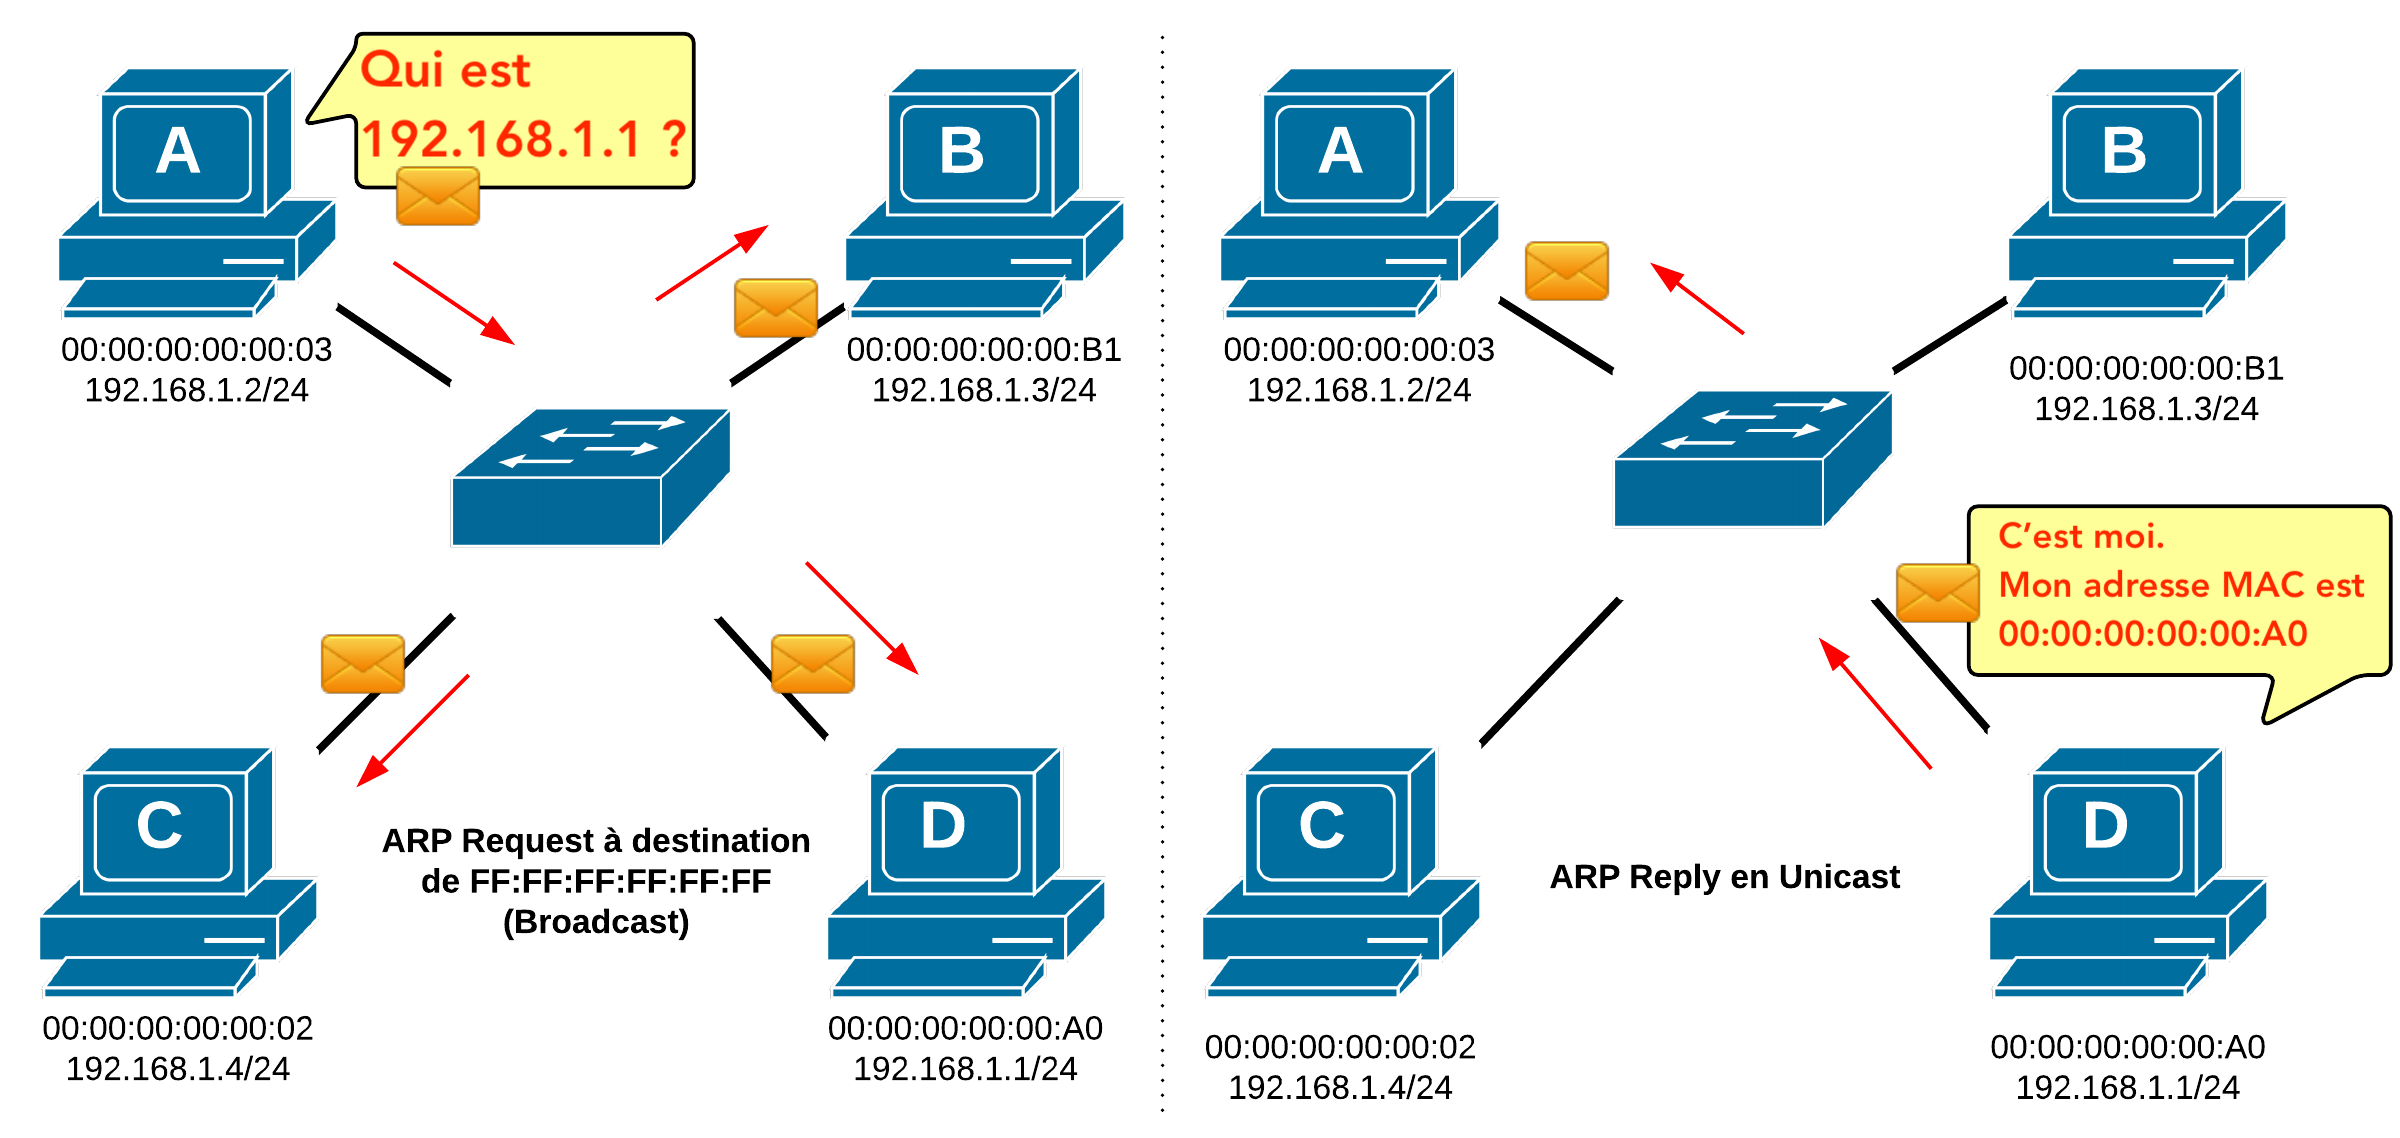 Qui est
192.168.1.1 ?
A
B
00:00:00:00:00:03
192.168.1.2/24
00:00:00:00:00:B1
192.168.1.3/24
C
D
ARP Request à destination
de FF:FF:FF:FF:FF:FF
(Broadcast)
00:00:00:00:00:02
192.168.1.4/24
00:00:00:00:00:A0
192.168.1.1/24
A
B
00:00:00:00:00:03
192.168.1.2/24
00:00:00:00:00:B1
192.168.1.3/24
C'est moi.
Mon adresse MAC est
00:00:00:00:00:A0
C
D
ARP Reply en Unicast
00:00:00:00:00:02
192.168.1.4/24
00:00:00:00:00:A0
192.168.1.1/24